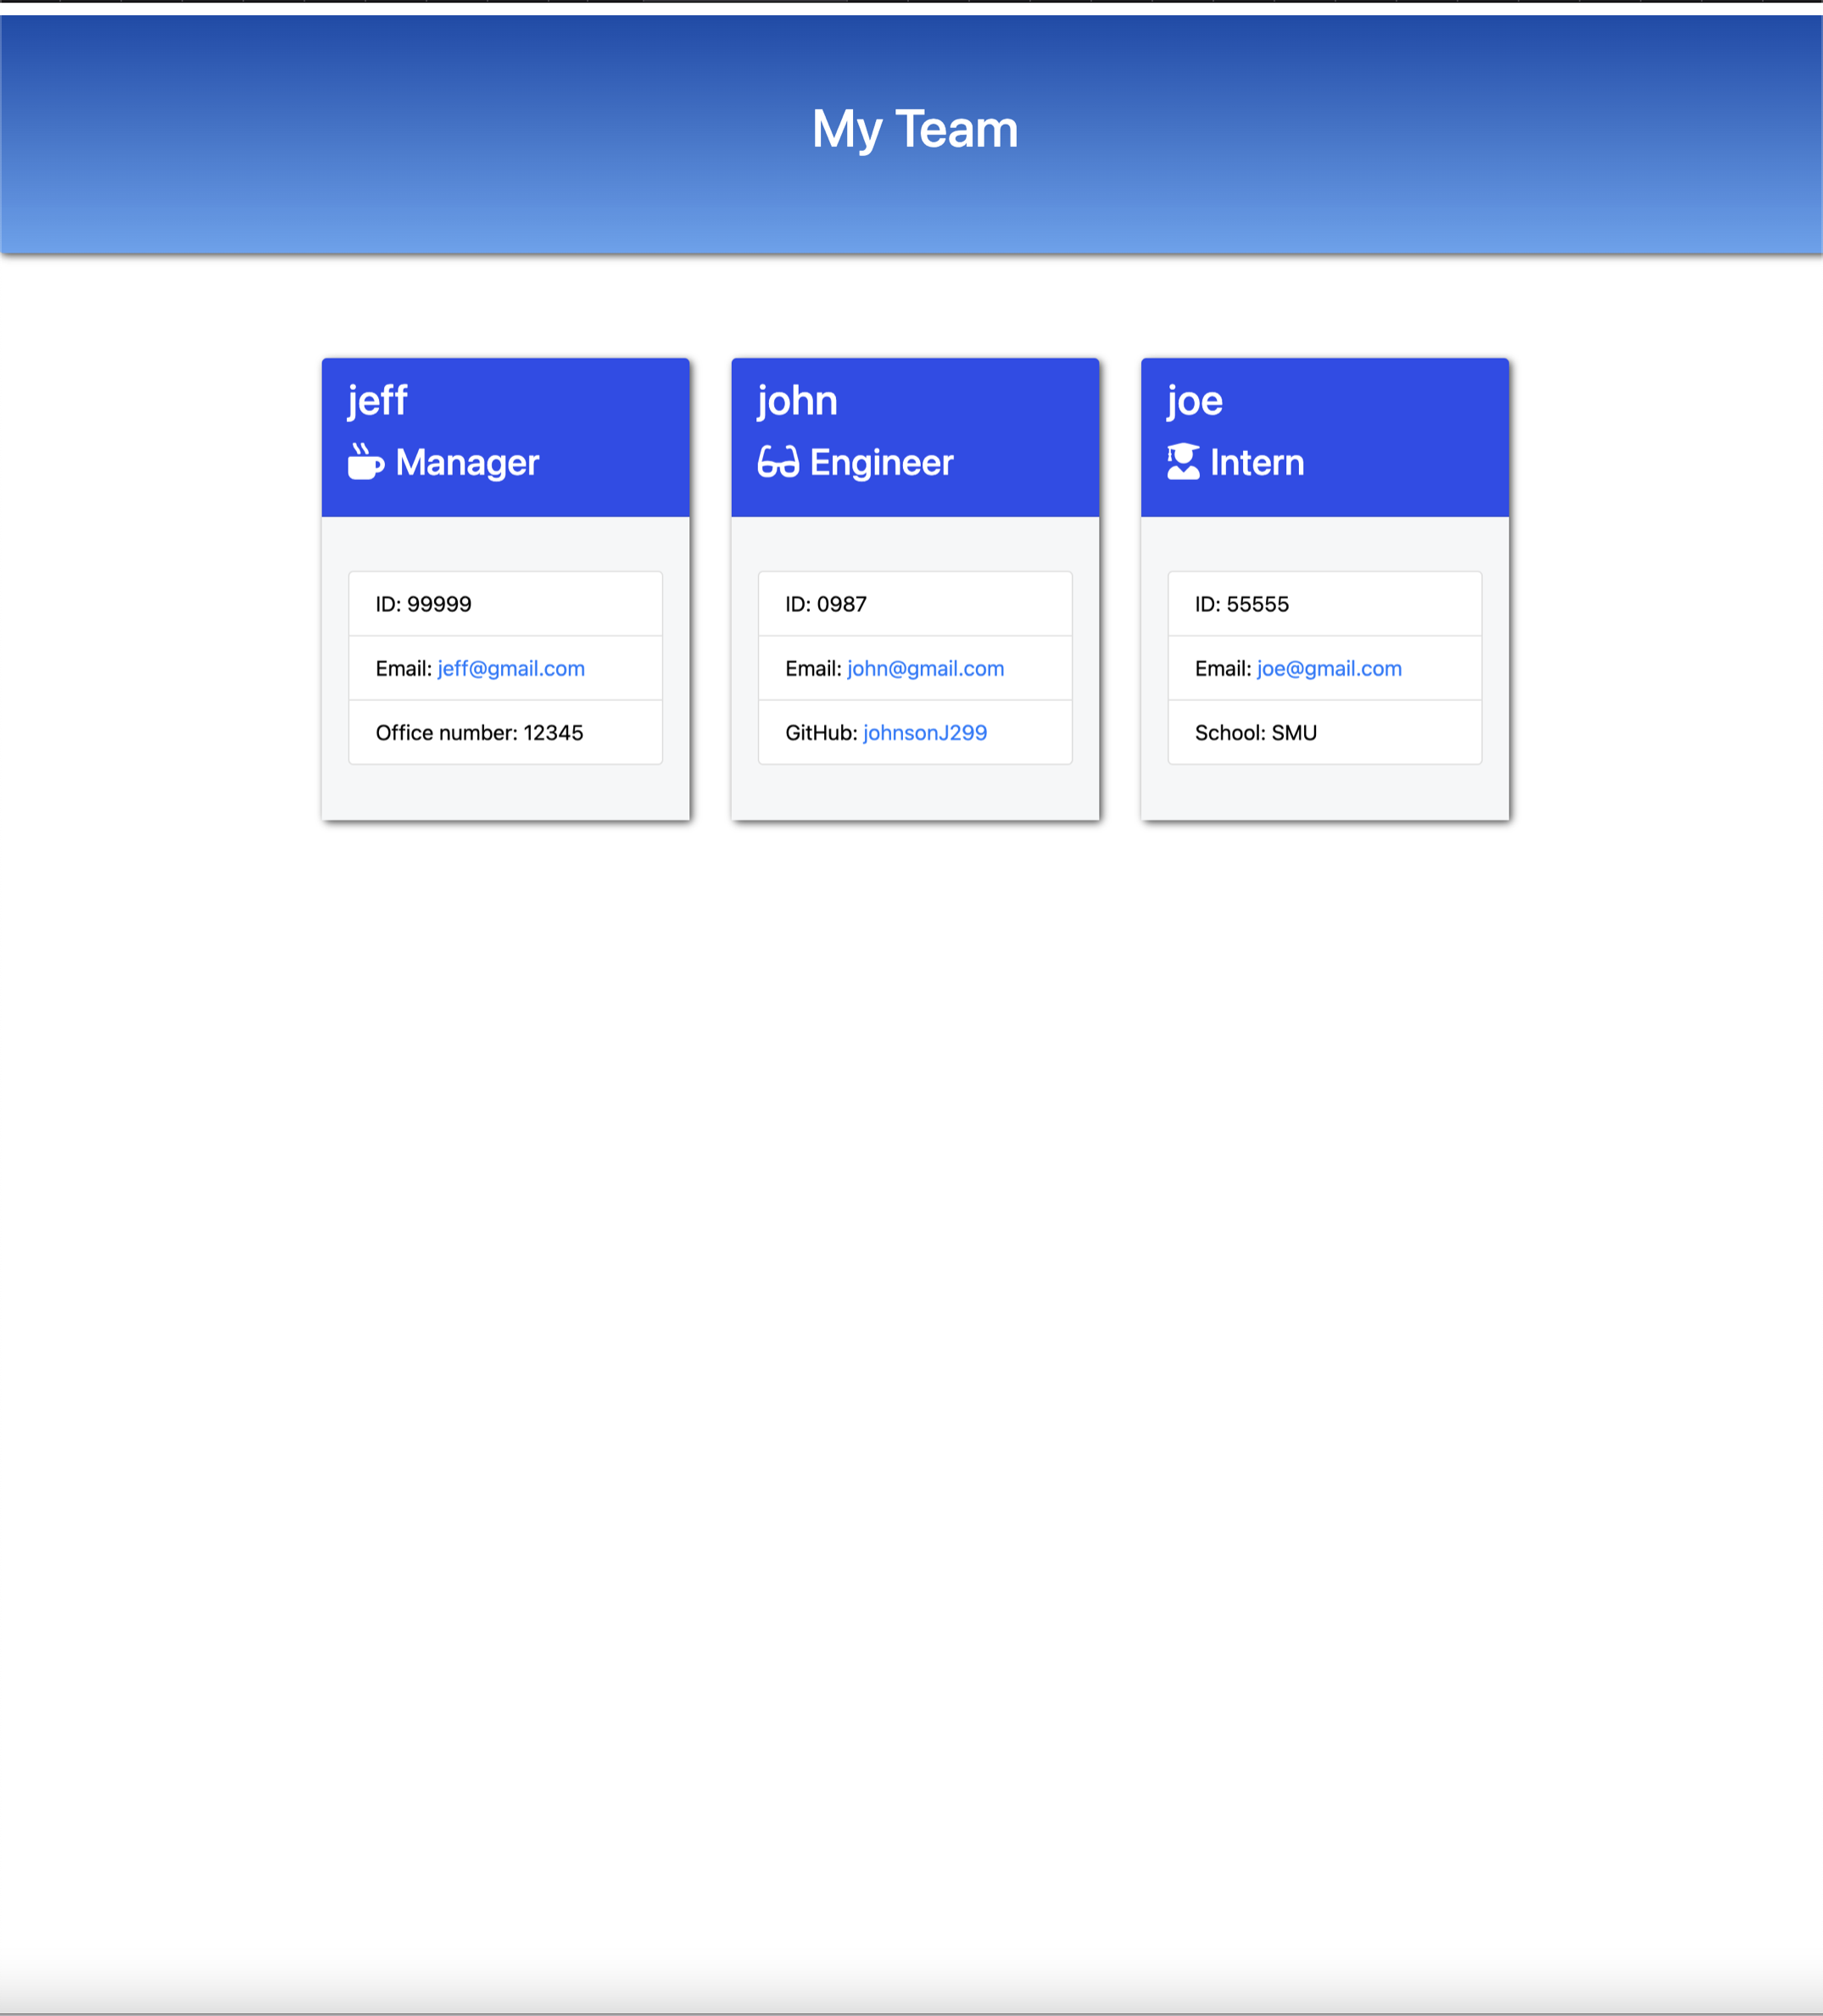 My Team
jeff
Manager
ID: 99999
Email: jeff@gmail.com
Office number: 12345
john
Engineer
ID: 0987
Email: john@gmail.com
GitHub: johnsonJ299
joe
Intern
ID: 55555
Email: joe@gmail.com
School: SMU